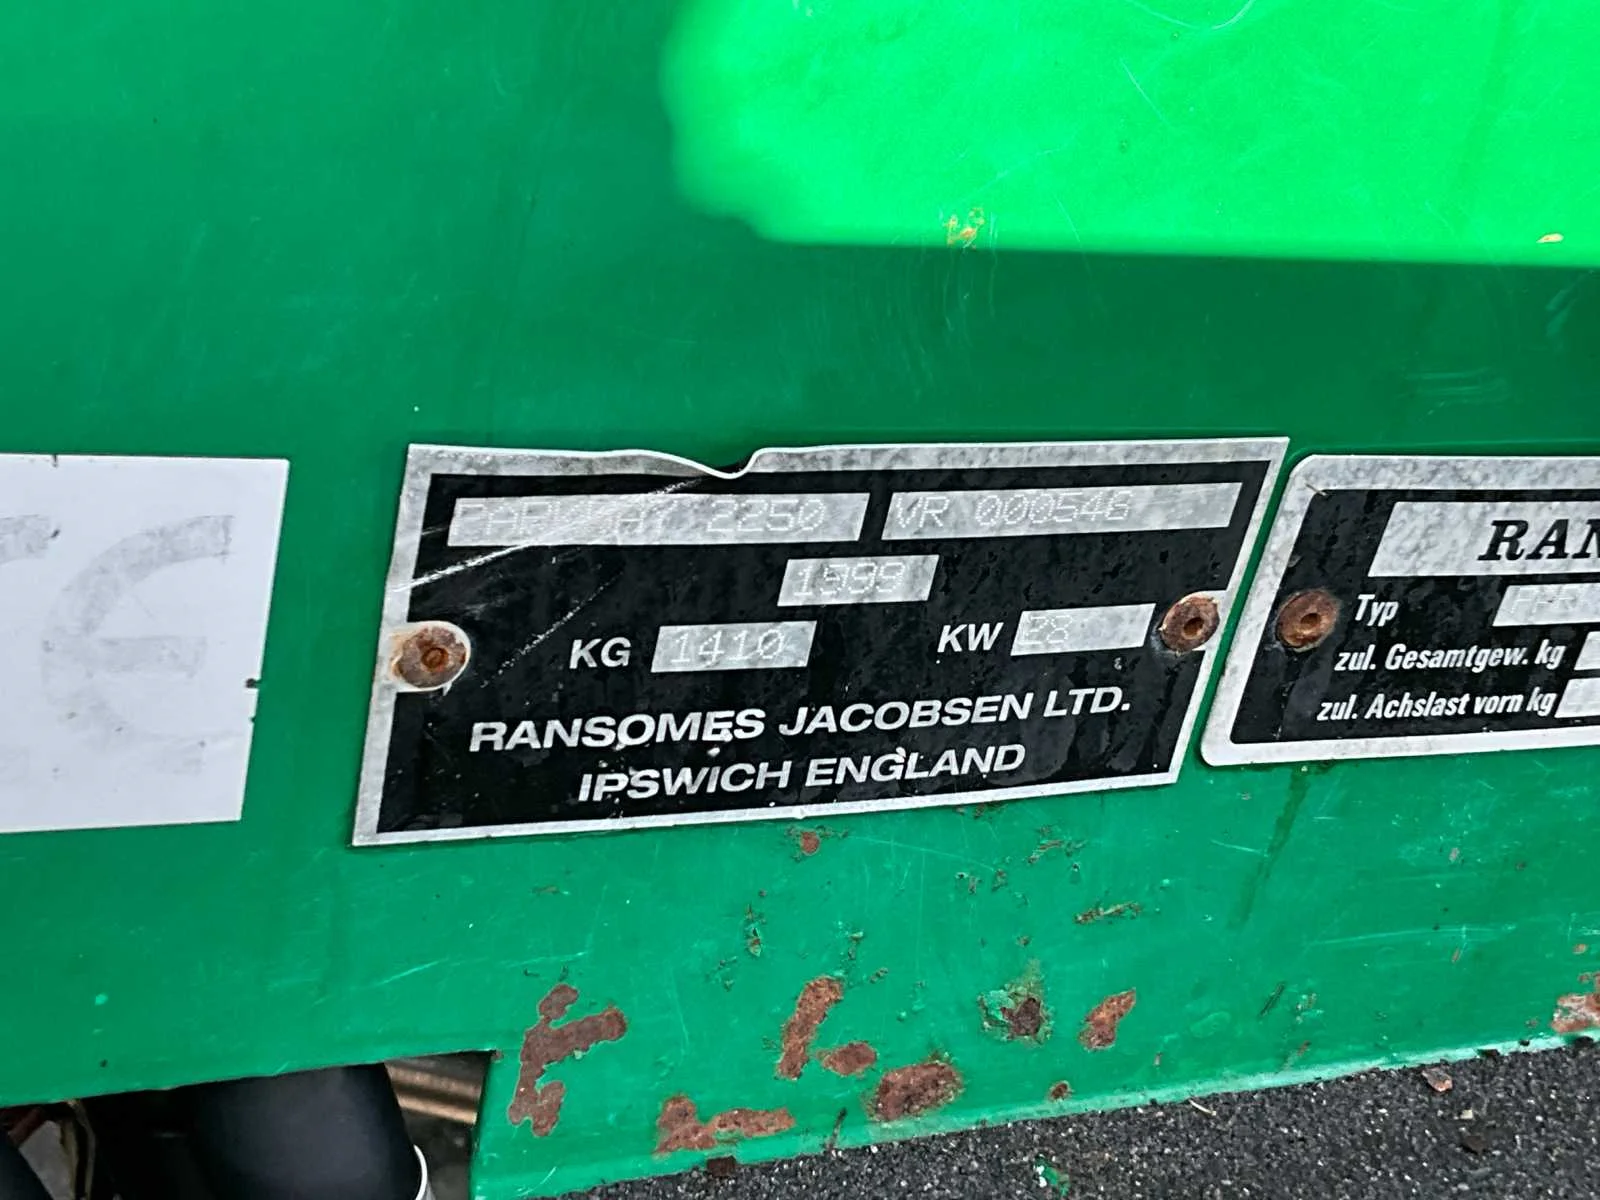 CE
PARKWAY 2250 VR 000546
1999
KG 1410 KW 28
RANSOMES JACOBSEN LTD.
IPSWICH ENGLAND
RAN
Typ
zul. Gesamtgew. kg
zul. Achslast vorn kg